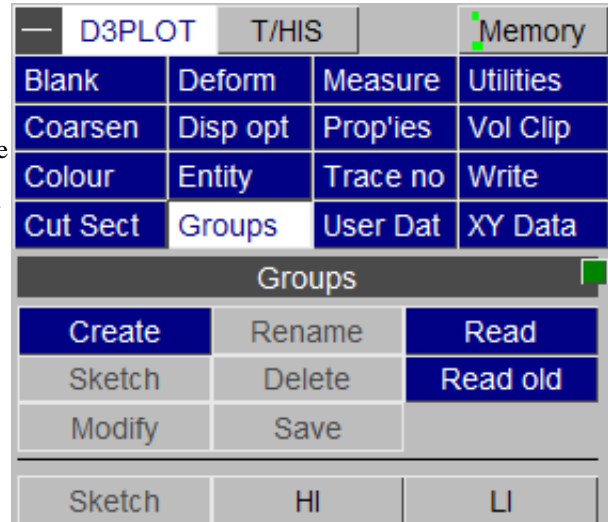 D3PLOT T/HIS Memory
Blank Deform Measure Utilities
Coarsen Disp opt Prop'ies Vol Clip
e
Colour Entity Trace no Write
Cut Sect Groups User Dat XY Data
Groups
Create Rename Read
Sketch Delete Read old
Modify Save
Sketch HI LI